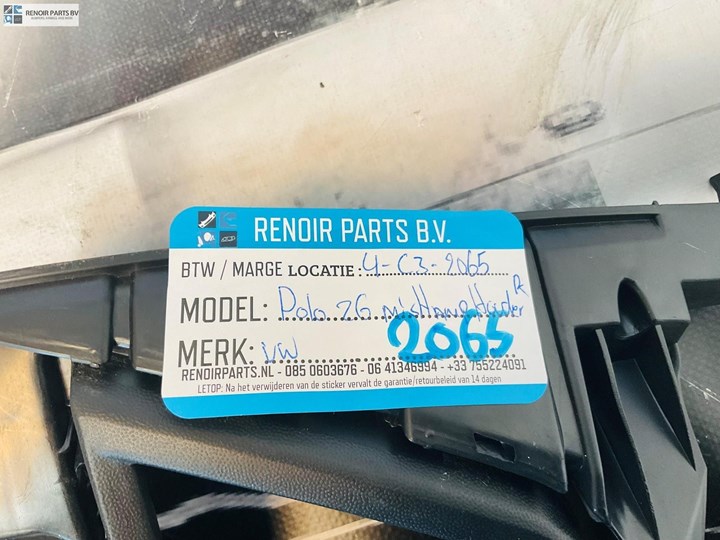 RENOIR PARTS BV
RENOIR PARTS B.V.
BTW / MARGE LOCATIE: 4-C3-2065
MODEL: Polo 2G
MERK: VW 2065
RENOIRPARTS.NL - 085 0603676 - 06 41346994 - +33 755224091
LETOP: Na het verwijderen van de sticker vervalt de garantie/retourbeleid van 14 dagen